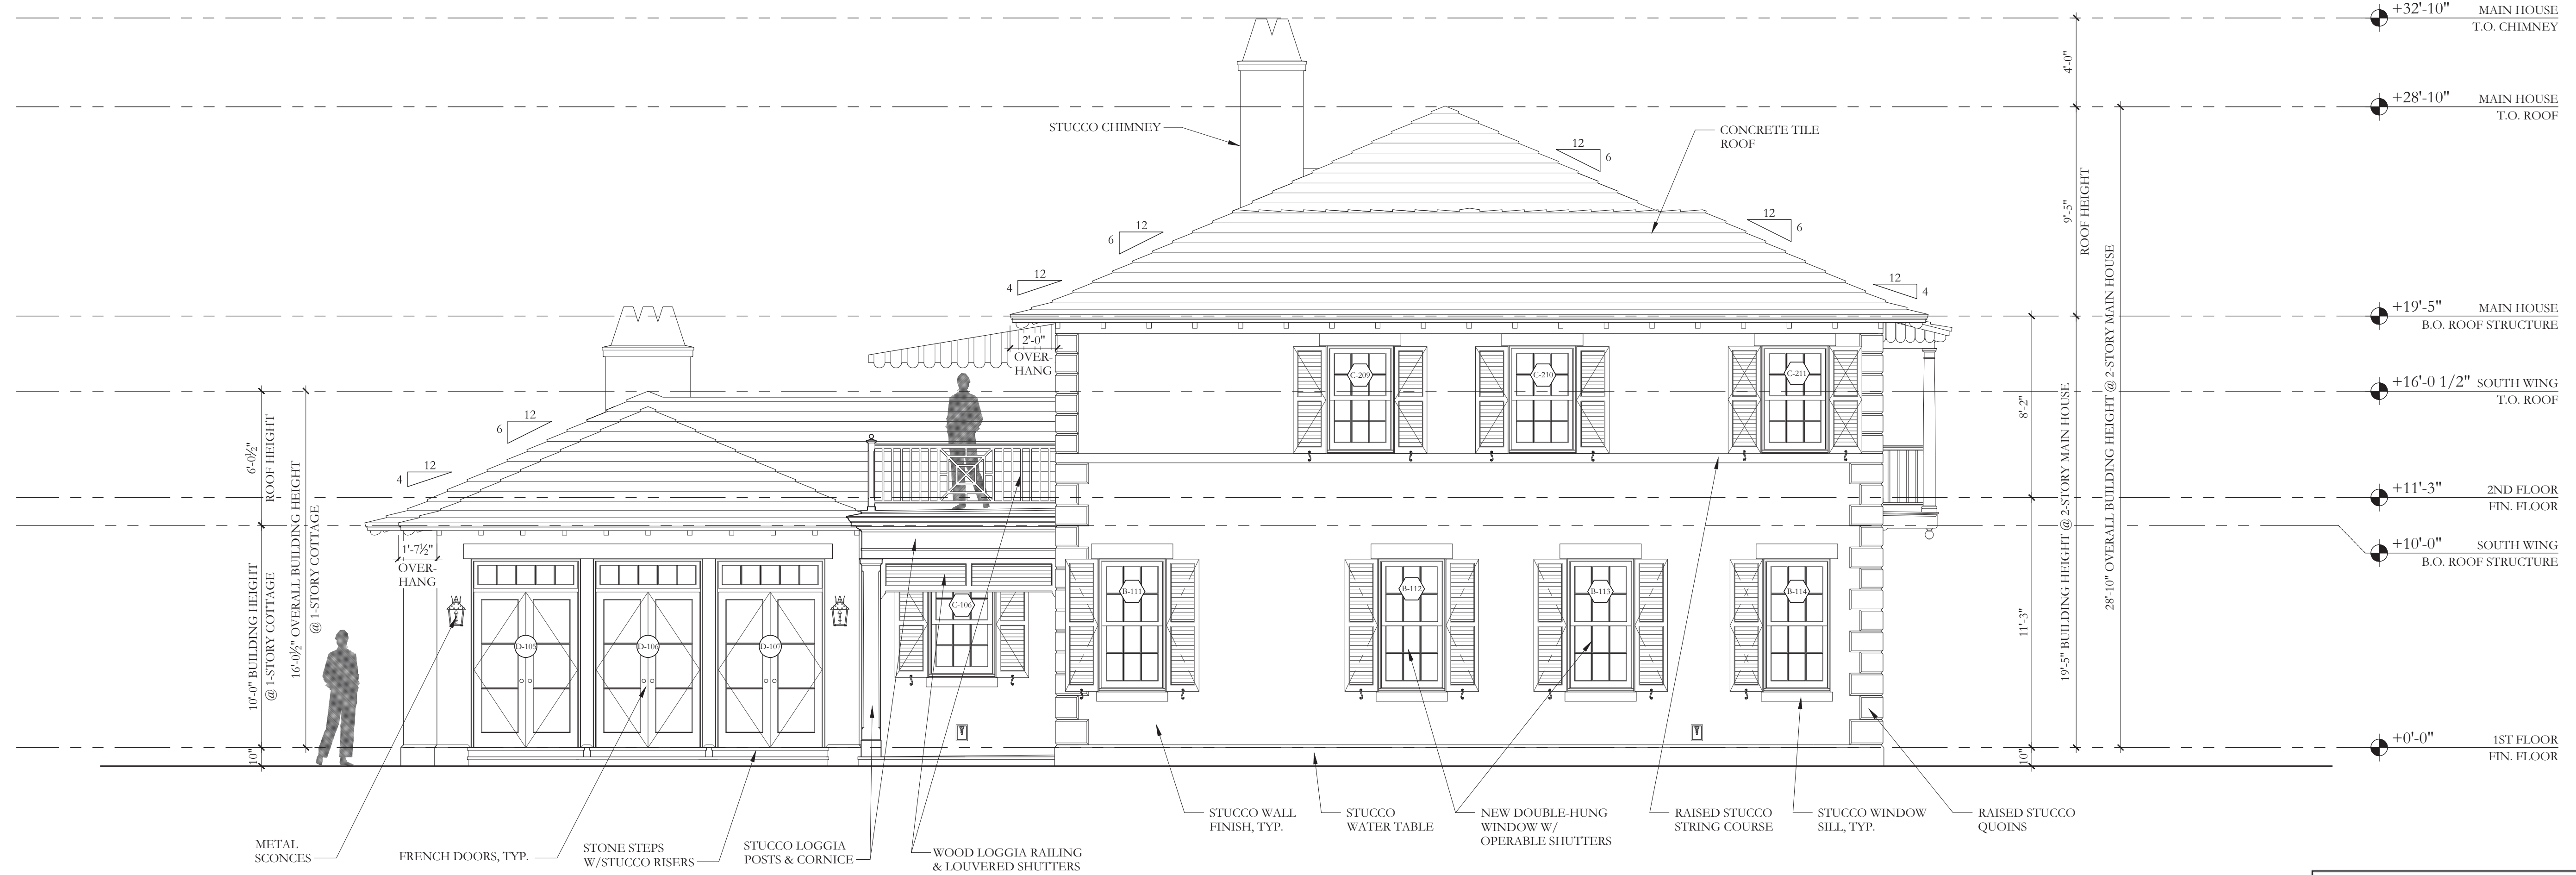 +32'-10" MAIN HOUSE
T.O. CHIMNEY
4'-0"
+28'-10" MAIN HOUSE
T.O. ROOF
STUCCO CHIMNEY
CONCRETE TILE
ROOF
12
6
9'-5"
ROOF HEIGHT
12
6
12
6
12
4
12
4
+19'-5" MAIN HOUSE
B.O. ROOF STRUCTURE
2'-0"
OVER-
HANG
C-209
C-210
C-211
+16'-0 1/2" SOUTH WING
T.O. ROOF
8'-2"
19'-5" BUILDING HEIGHT @ 2-STORY MAIN HOUSE
28'-10" OVERALL BUILDING HEIGHT @ 2-STORY MAIN HOUSE
12
6
12
4
6'-0½"
ROOF HEIGHT
16'-0½" OVERALL BUILDING HEIGHT
@ 1-STORY COTTAGE
+11'-3" 2ND FLOOR
FIN. FLOOR
+10'-0" SOUTH WING
B.O. ROOF STRUCTURE
1'-7½"
OVER-
HANG
10'-0" BUILDING HEIGHT
@ 1-STORY COTTAGE
C-106
B-111
B-112
B-113
B-114
11'-3"
D-105
D-106
D-107
10"
10"
+0'-0" 1ST FLOOR
FIN. FLOOR
METAL
SCONCES
FRENCH DOORS, TYP.
STONE STEPS
W/STUCCO RISERS
STUCCO LOGGIA
POSTS & CORNICE
WOOD LOGGIA RAILING
& LOUVERED SHUTTERS
STUCCO WALL
FINISH, TYP.
STUCCO
WATER TABLE
NEW DOUBLE-HUNG
WINDOW W/
OPERABLE SHUTTERS
RAISED STUCCO
STRING COURSE
STUCCO WINDOW
SILL, TYP.
RAISED STUCCO
QUOINS